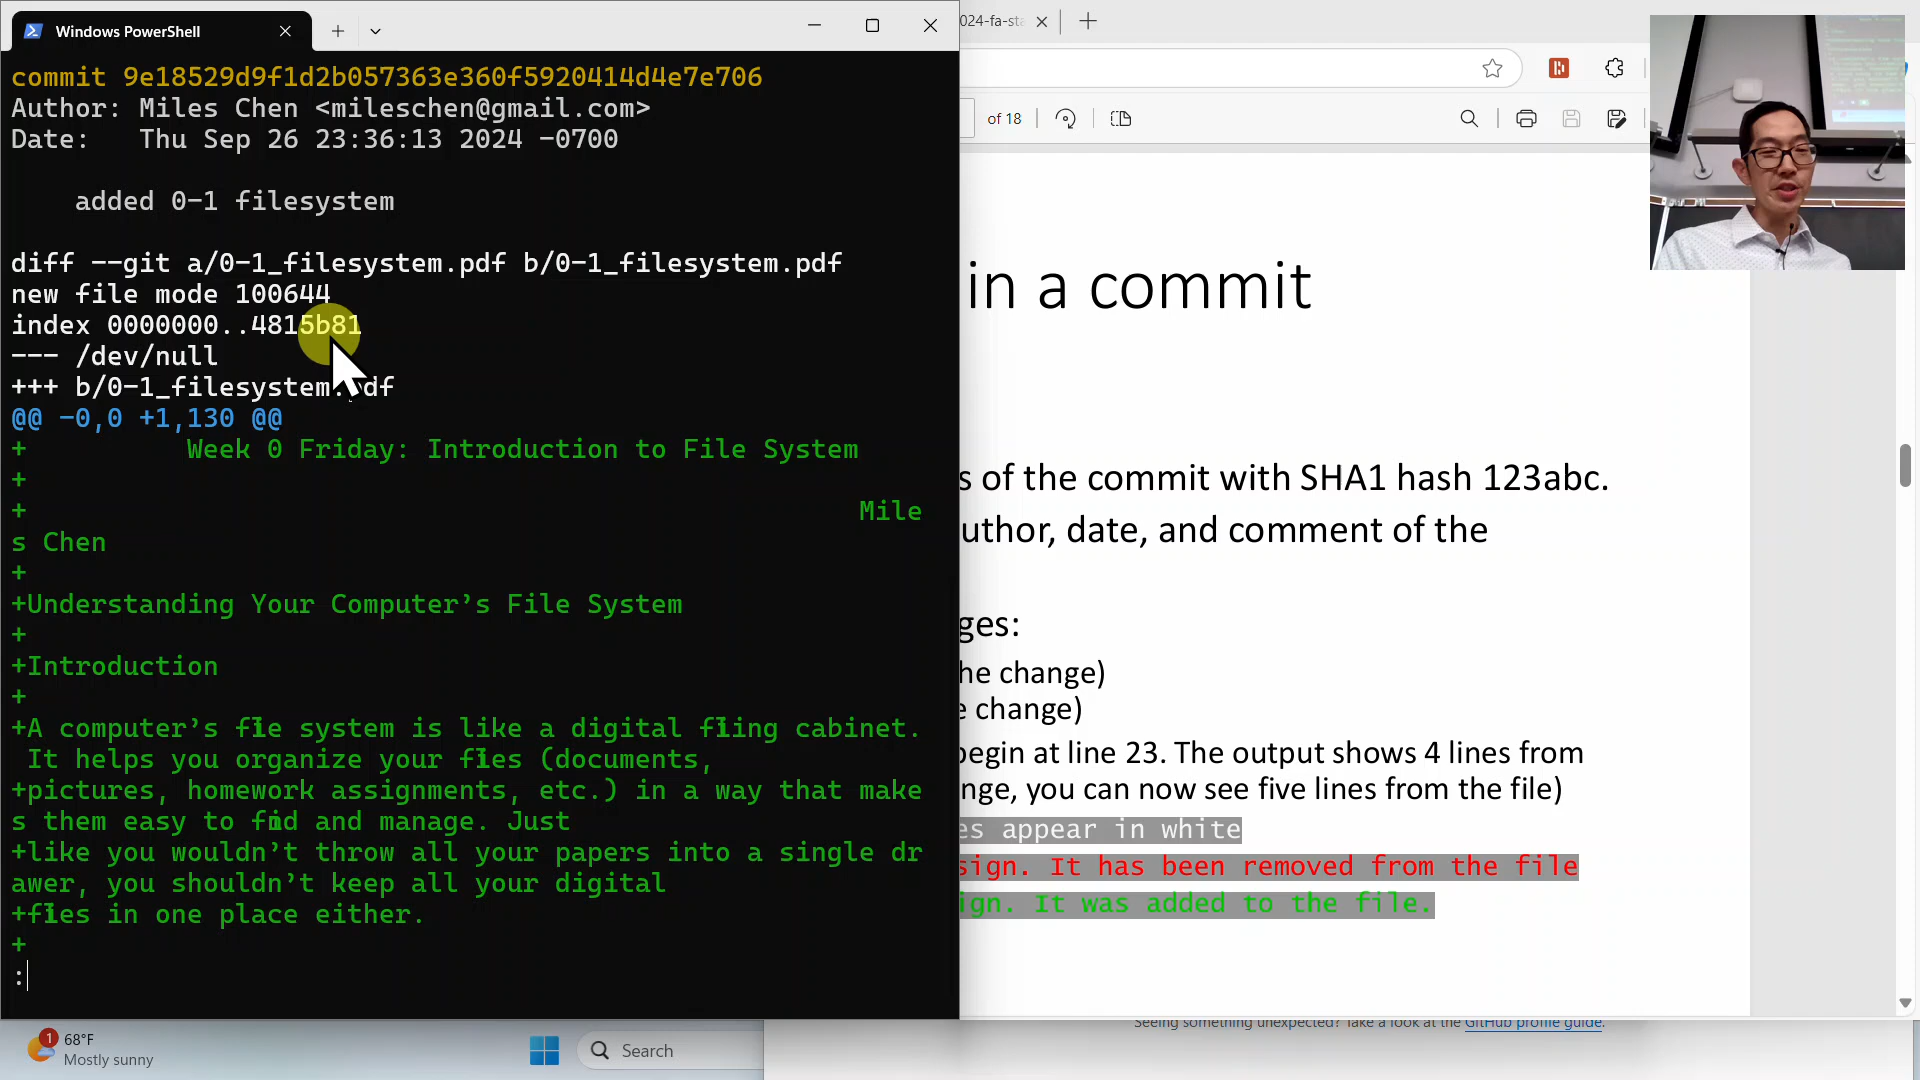 Windows PowerShell
commit 9e18529d9f1d2b057363e360f5920414d4e7e706
Author: Miles Chen <mileschen@gmail.com>
Date:   Thu Sep 26 23:36:13 2024 -0700
added 0-1 filesystem
diff --git a/0-1_filesystem.pdf b/0-1_filesystem.pdf
new file mode 100644
index 0000000..4815b81
--- /dev/null
+++ b/0-1_filesystem.pdf
@@ -0,0 +1,130 @@
+ Week 0 Friday: Introduction to File System
+
+ Mile
s Chen
+
+Understanding Your Computer’s File System
+
+Introduction
+
+A computer’s file system is like a digital filing cabinet.
It helps you organize your files (documents,
+pictures, homework assignments, etc.) in a way that make
s them easy to find and manage. Just
+like you wouldn’t throw all your papers into a single dr
awer, you shouldn’t keep all your digital
+files in one place either.
+
:
024-fa-sta
of 18
in a commit
s of the commit with SHA1 hash 123abc.
uthor, date, and comment of the
ges:
he change)
e change)
begin at line 23. The output shows 4 lines from
nge, you can now see five lines from the file)
es appear in white
sign. It has been removed from the file
ign. It was added to the file.
Seeing something unexpected? Take a look at the GitHub profile guide.
1
68°F
Mostly sunny
Search